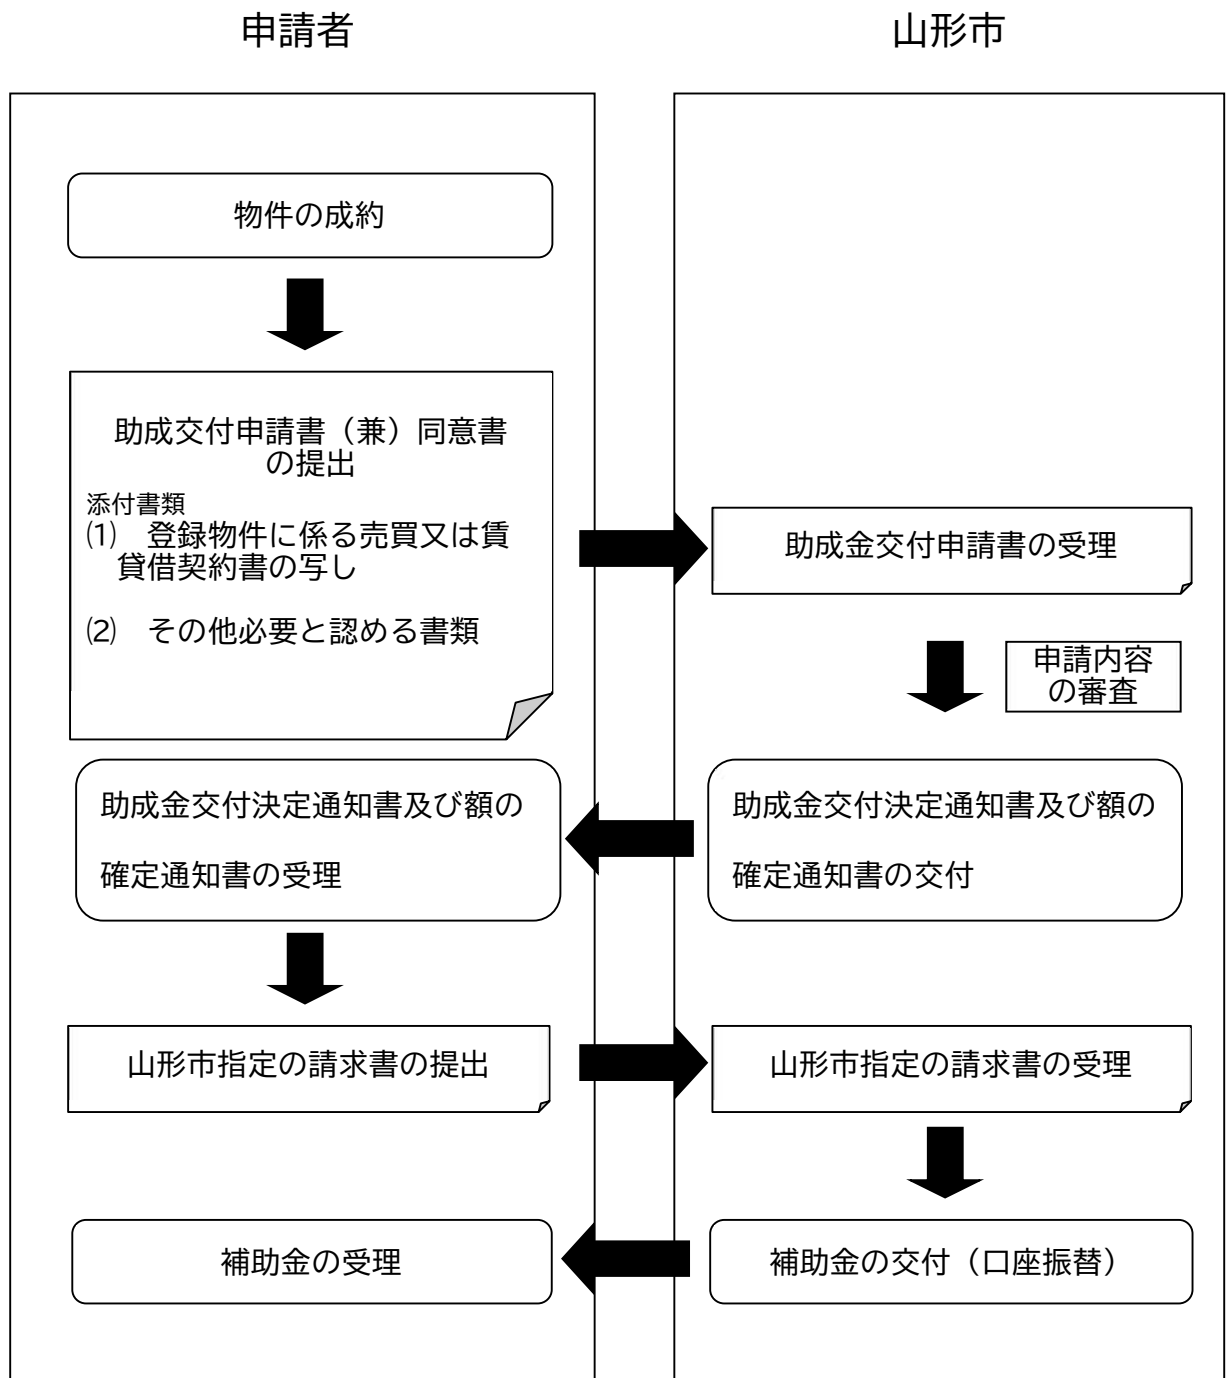 申請者
山形市
物件の成約
助成交付申請書（兼）同意書
の提出
添付書類
⑴　登録物件に係る売買又は賃
貸借契約書の写し
⑵　その他必要と認める書類
助成金交付申請書の受理
申請内容
の審査
助成金交付決定通知書及び額の
確定通知書の交付
助成金交付決定通知書及び額の
確定通知書の受理
山形市指定の請求書の提出
山形市指定の請求書の受理
補助金の交付（口座振替）
補助金の受理